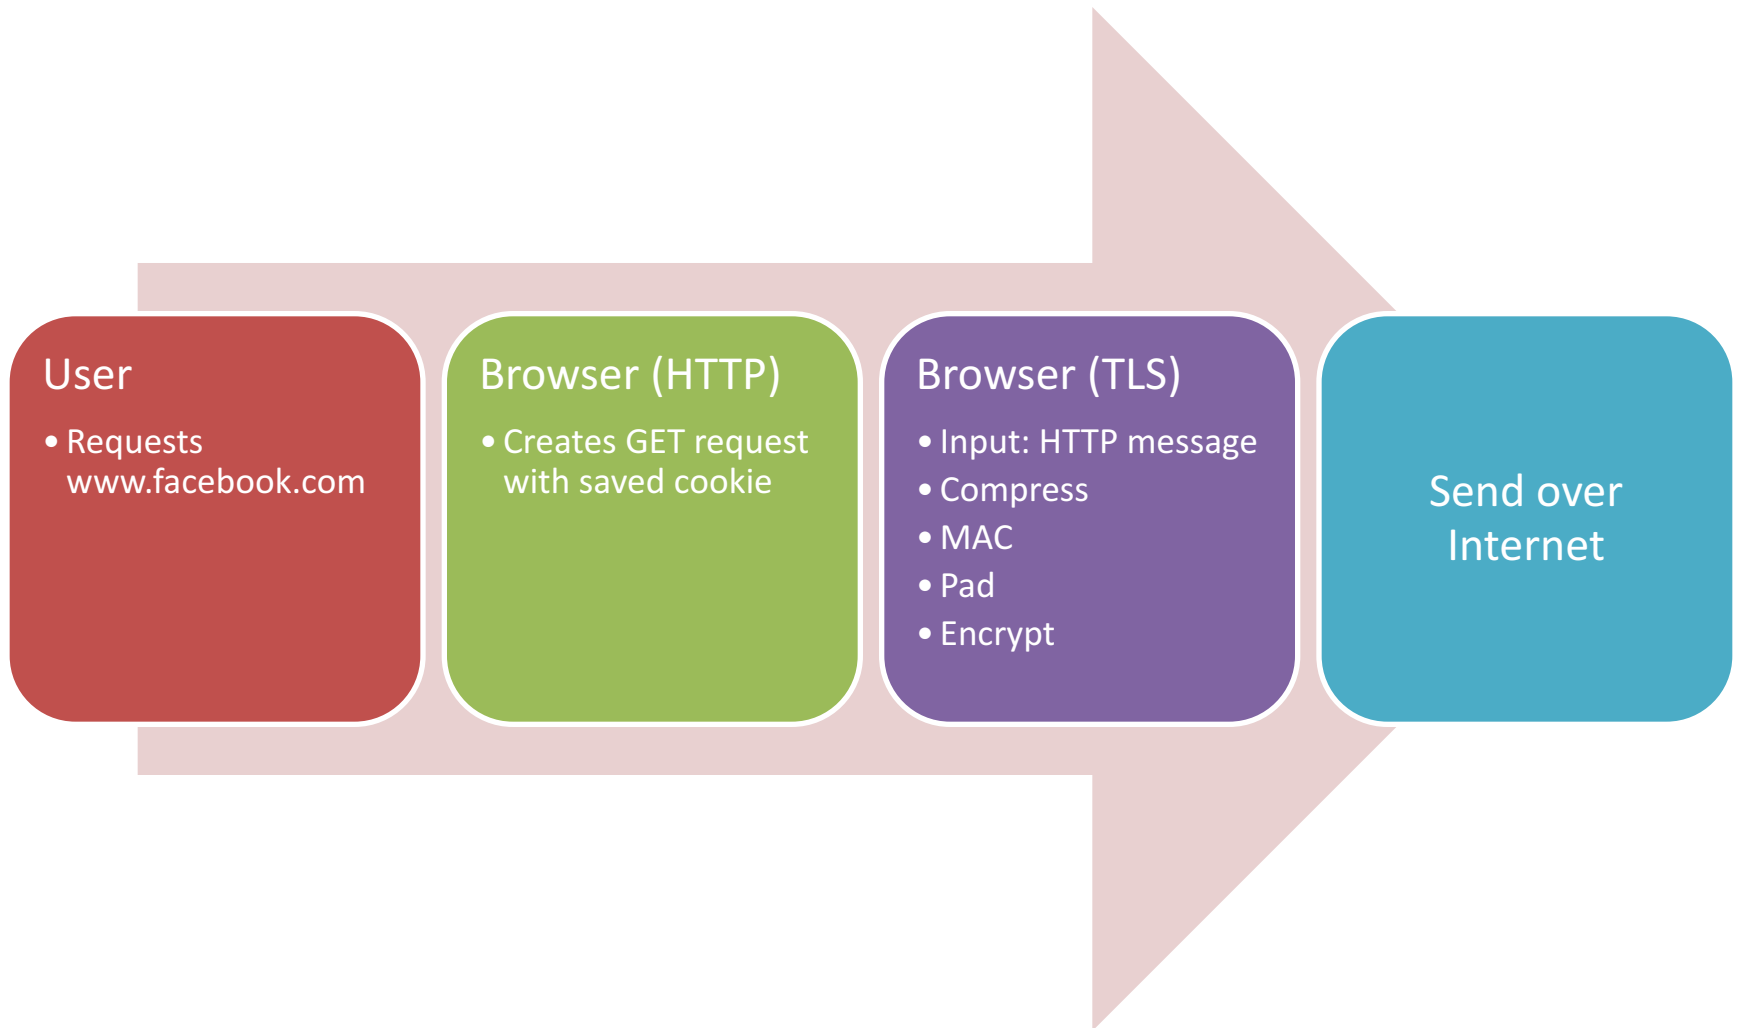 User
• Requests
www.facebook.com
Browser (HTTP)
• Creates GET request
with saved cookie
Browser (TLS)
• Input: HTTP message
• Compress
• MAC
• Pad
• Encrypt
Send over
Internet